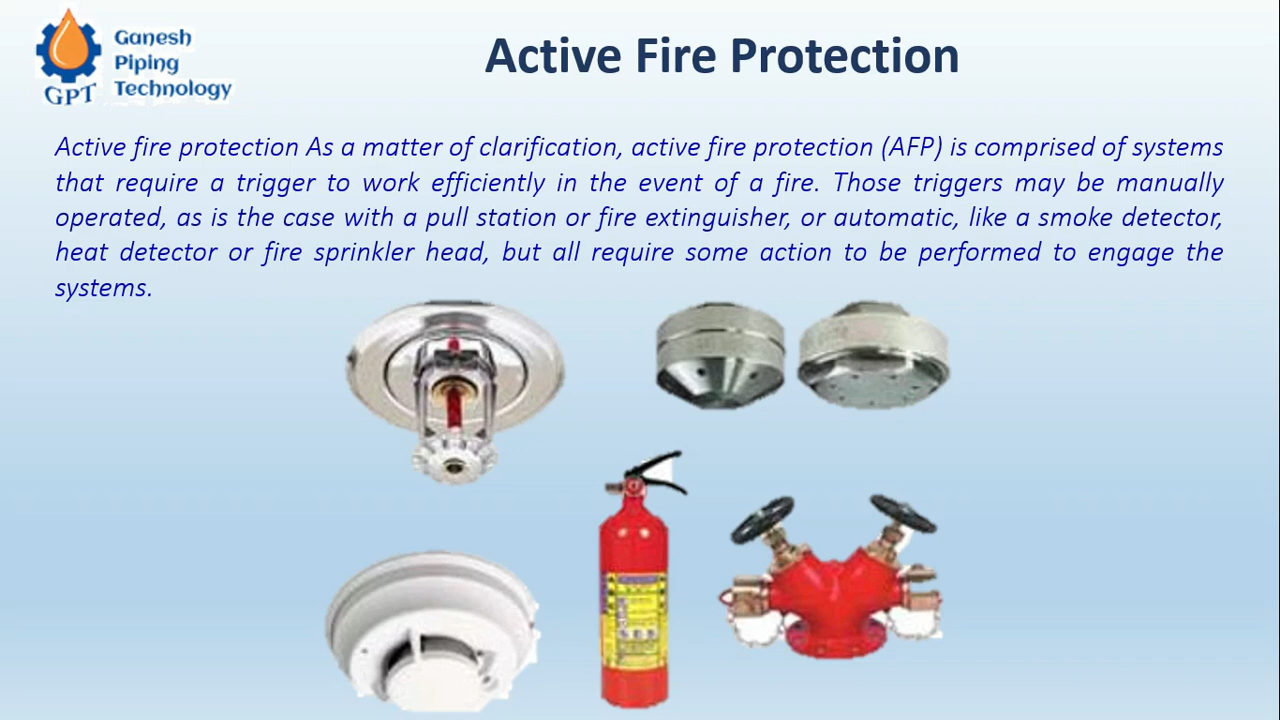 Ganesh
Piping
Technology
GPT
Active Fire Protection
Active fire protection As a matter of clarification, active fire protection (AFP) is comprised of systems
that require a trigger to work efficiently in the event of a fire. Those triggers may be manually
operated, as is the case with a pull station or fire extinguisher, or automatic, like a smoke detector,
heat detector or fire sprinkler head, but all require some action to be performed to engage the
systems.